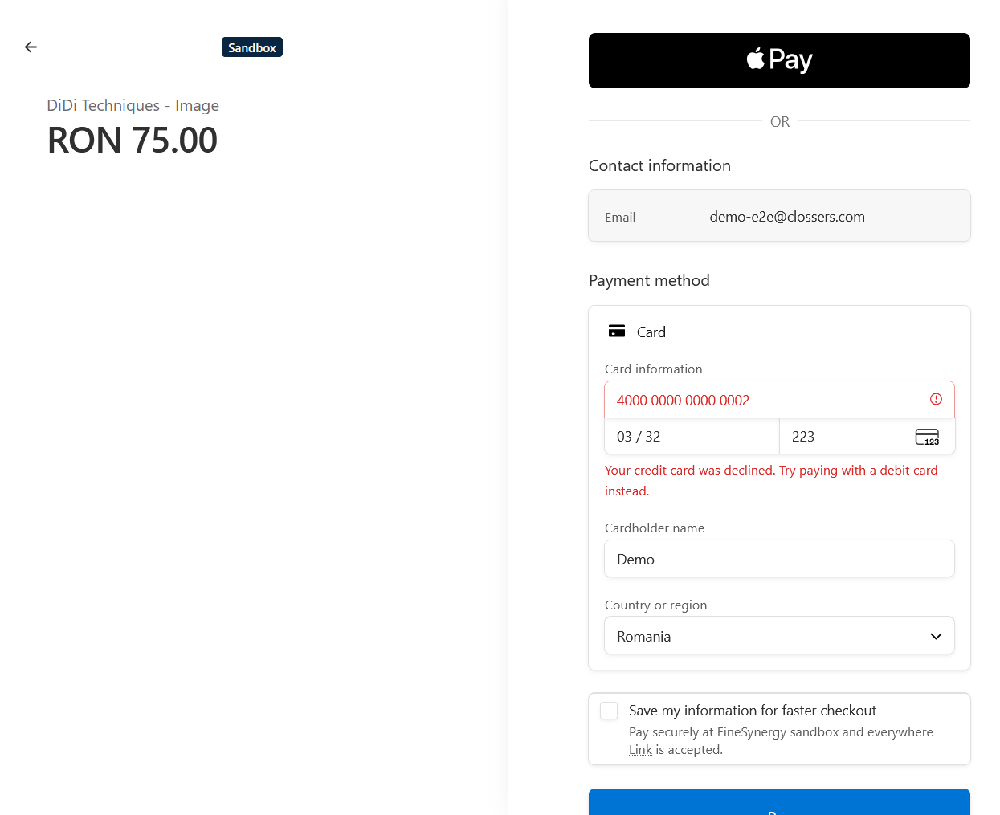 Sandbox
DiDi Techniques - Image
RON 75.00
Pay
OR
Contact information
Email demo-e2e@clossers.com
Payment method
Card
Card information
4000 0000 0000 0002
03 / 32 223
123
Your credit card was declined. Try paying with a debit card
instead.
Cardholder name
Demo
Country or region
Romania
Save my information for faster checkout
Pay securely at FineSynergy sandbox and everywhere
Link is accepted.